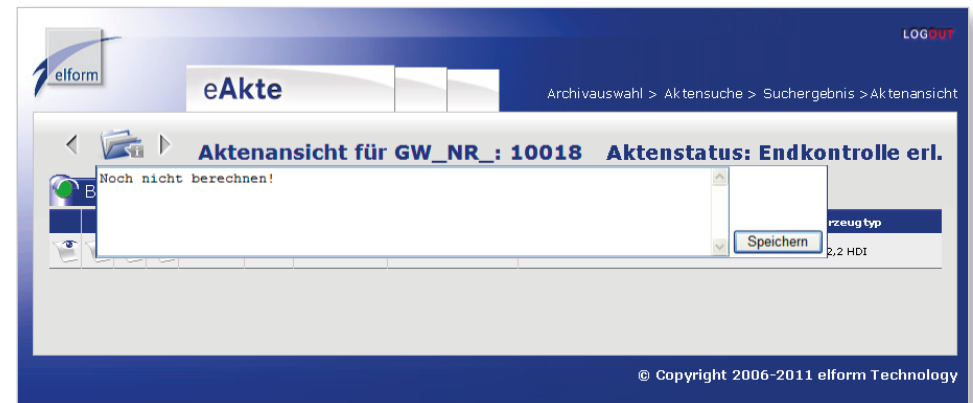 LOGOUT
elform
eAkte
Archivauswahl > Aktensuche > Suchergebnis >Aktenansicht
Aktenansicht für GW_NR_: 10018 Aktenstatus: Endkontrolle erl.
Noch nicht berechnen!
B
rzeugtyp
Speichern
2,2 HDI
© Copyright 2006-2011 elform Technology